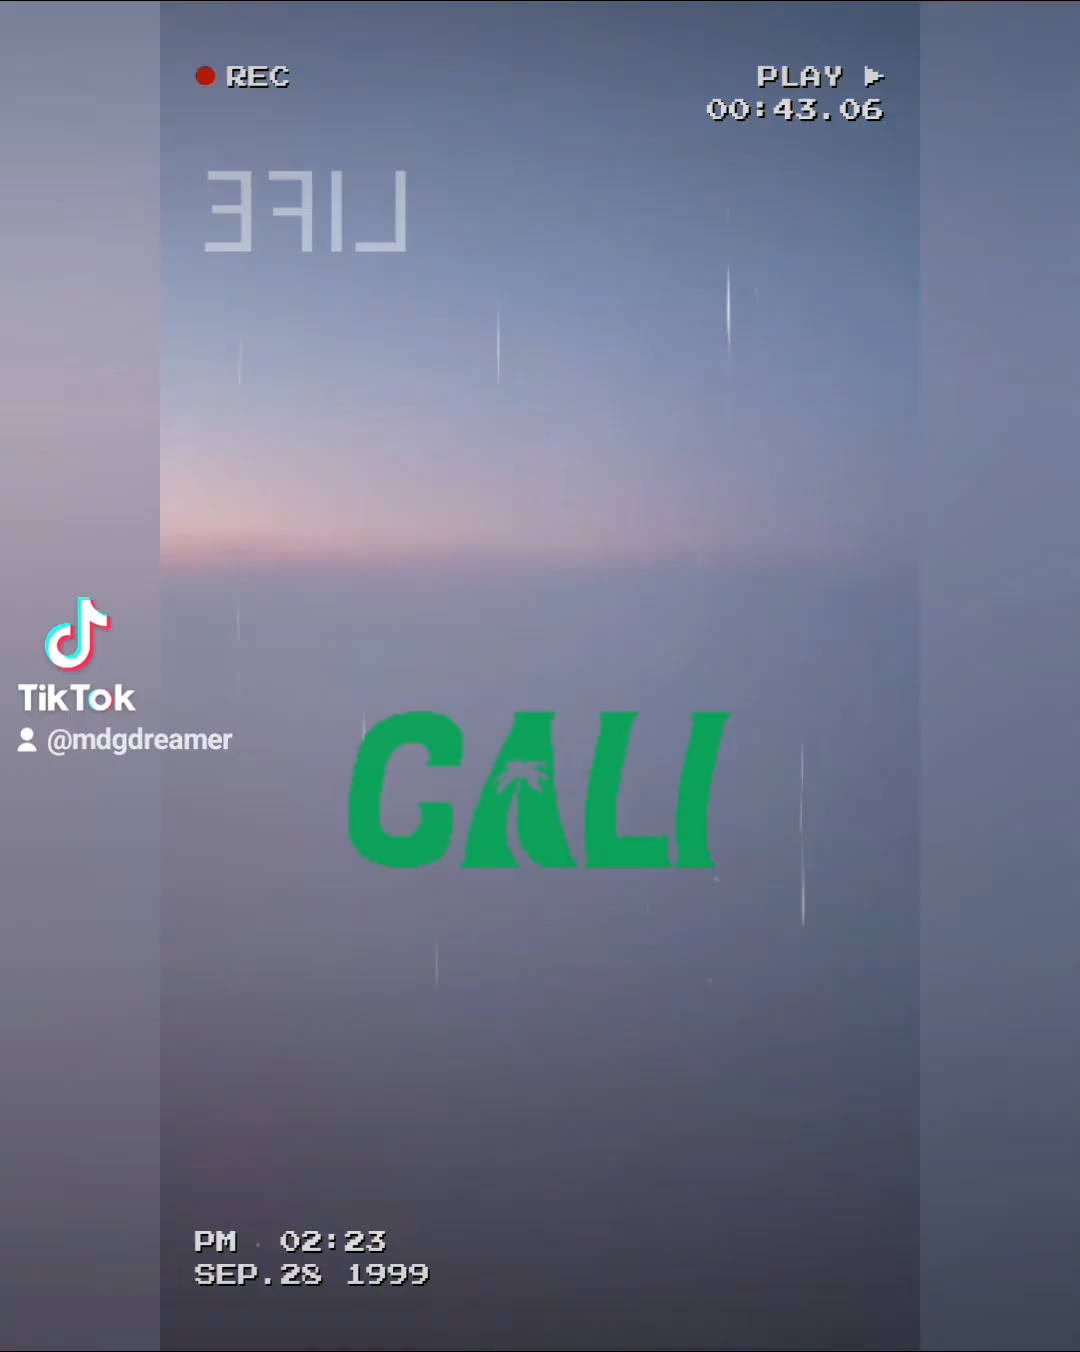 REC
PLAY
00:43.06
LIFE
TikTok
@mdgdreamer
CALI
PM 02:23
SEP.28 1999